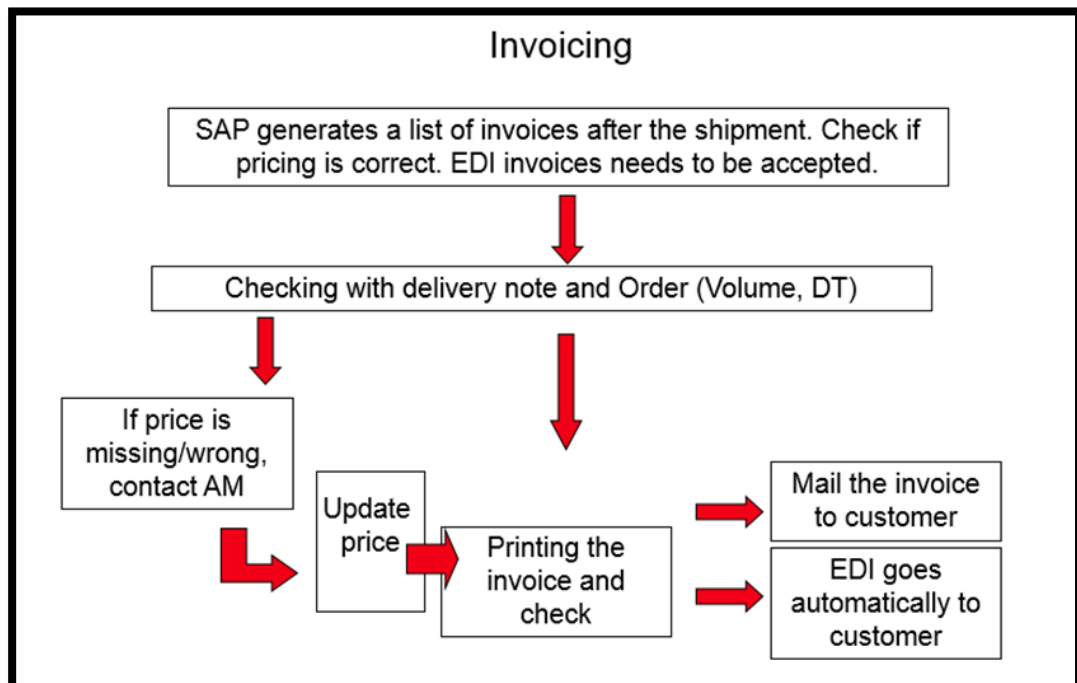 Invoicing
SAP generates a list of invoices after the shipment. Check if
pricing is correct. EDI invoices needs to be accepted.
Checking with delivery note and Order (Volume, DT)
If price is
missing/wrong,
contact AM
Update
price
Printing the
invoice and
check
Mail the invoice
to customer
EDI goes
automatically to
customer